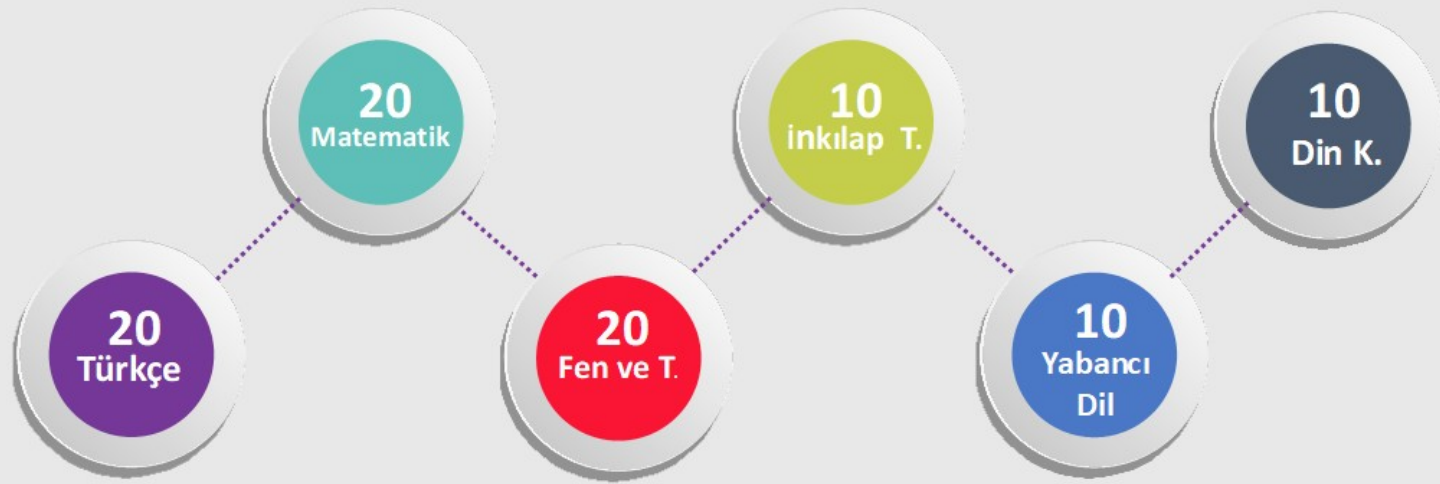 20
Türkçe
20
Matematik
20
Fen ve T.
10
İnkılap T.
10
Yabancı
Dil
10
Din K.